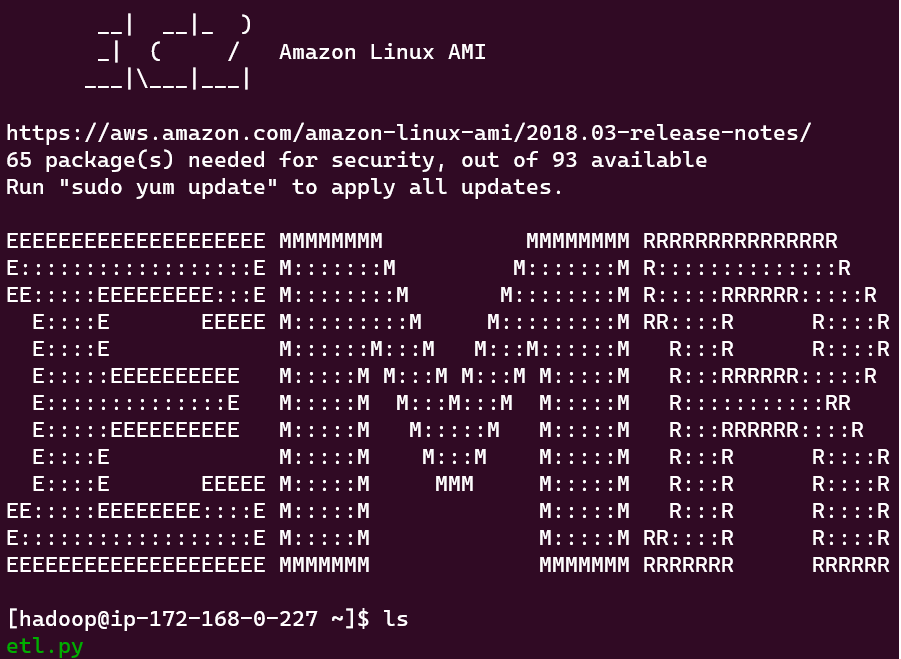 __|  __|_  )
       _|  (     /   Amazon Linux AMI
      ___|\___|___|
https://aws.amazon.com/amazon-linux-ami/2018.03-release-notes/
65 package(s) needed for security, out of 93 available
Run "sudo yum update" to apply all updates.
EEEEEEEEEEEEEEEEEEEE MMMMMMMM           MMMMMMMM RRRRRRRRRRRRRRR
E::::::::::::::::::E M:::::::M         M:::::::M R::::::::::::::R
EE:::::EEEEEEEEE:::E M::::::::M       M::::::::M R:::::RRRRRR:::::R
  E::::E       EEEEE M:::::::::M     M:::::::::M RR::::R      R::::R
  E::::E             M::::::M:::M   M:::M::::::M   R:::R      R::::R
  E:::::EEEEEEEEEE   M:::::M M:::M M:::M M:::::M   R:::RRRRRR:::::R
  E::::::::::::::E   M:::::M  M:::M:::M  M:::::M   R:::::::::::RR
  E:::::EEEEEEEEEE   M:::::M   M:::::M   M:::::M   R:::RRRRRR::::R
  E::::E             M:::::M    M:::M    M:::::M   R:::R      R::::R
  E::::E       EEEEE M:::::M     MMM     M:::::M   R:::R      R::::R
EE:::::EEEEEEEE::::E M:::::M             M:::::M   R:::R      R::::R
E::::::::::::::::::E M:::::M             M:::::M RR::::R      R::::R
EEEEEEEEEEEEEEEEEEEE MMMMMMM             MMMMMMM RRRRRRR      RRRRRR
[hadoop@ip-172-168-0-227 ~]$ ls
etl.py